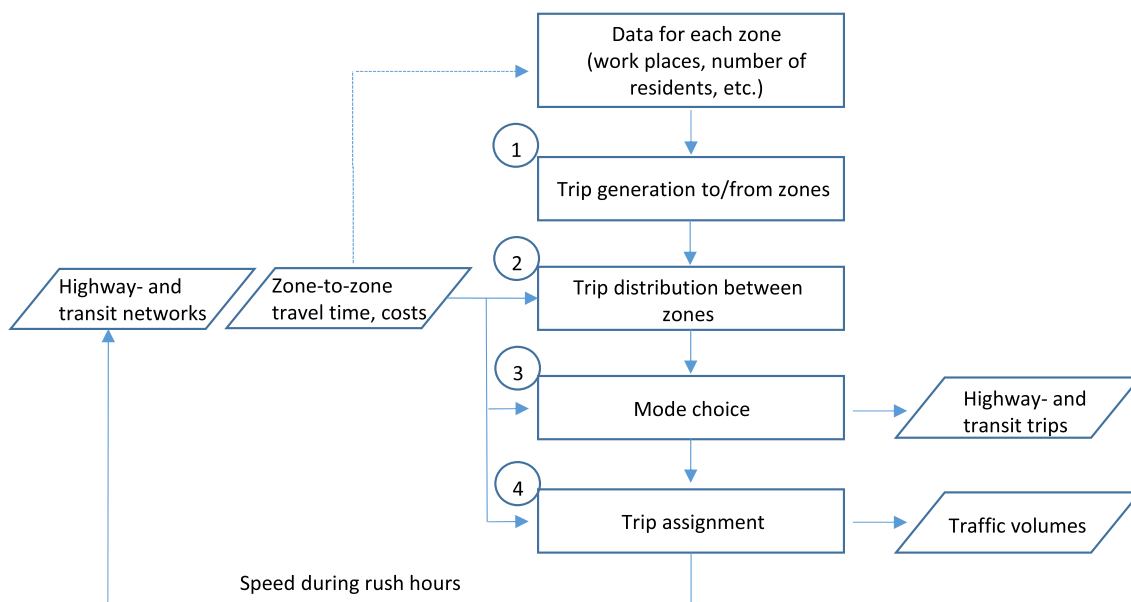 Data for each zone
(work places, number of
residents, etc.)
1
Trip generation to/from zones
2
Highway- and
transit networks
Zone-to-zone
travel time, costs
Trip distribution between
zones
3
Mode choice
Highway- and
transit trips
4
Trip assignment
Traffic volumes
Speed during rush hours